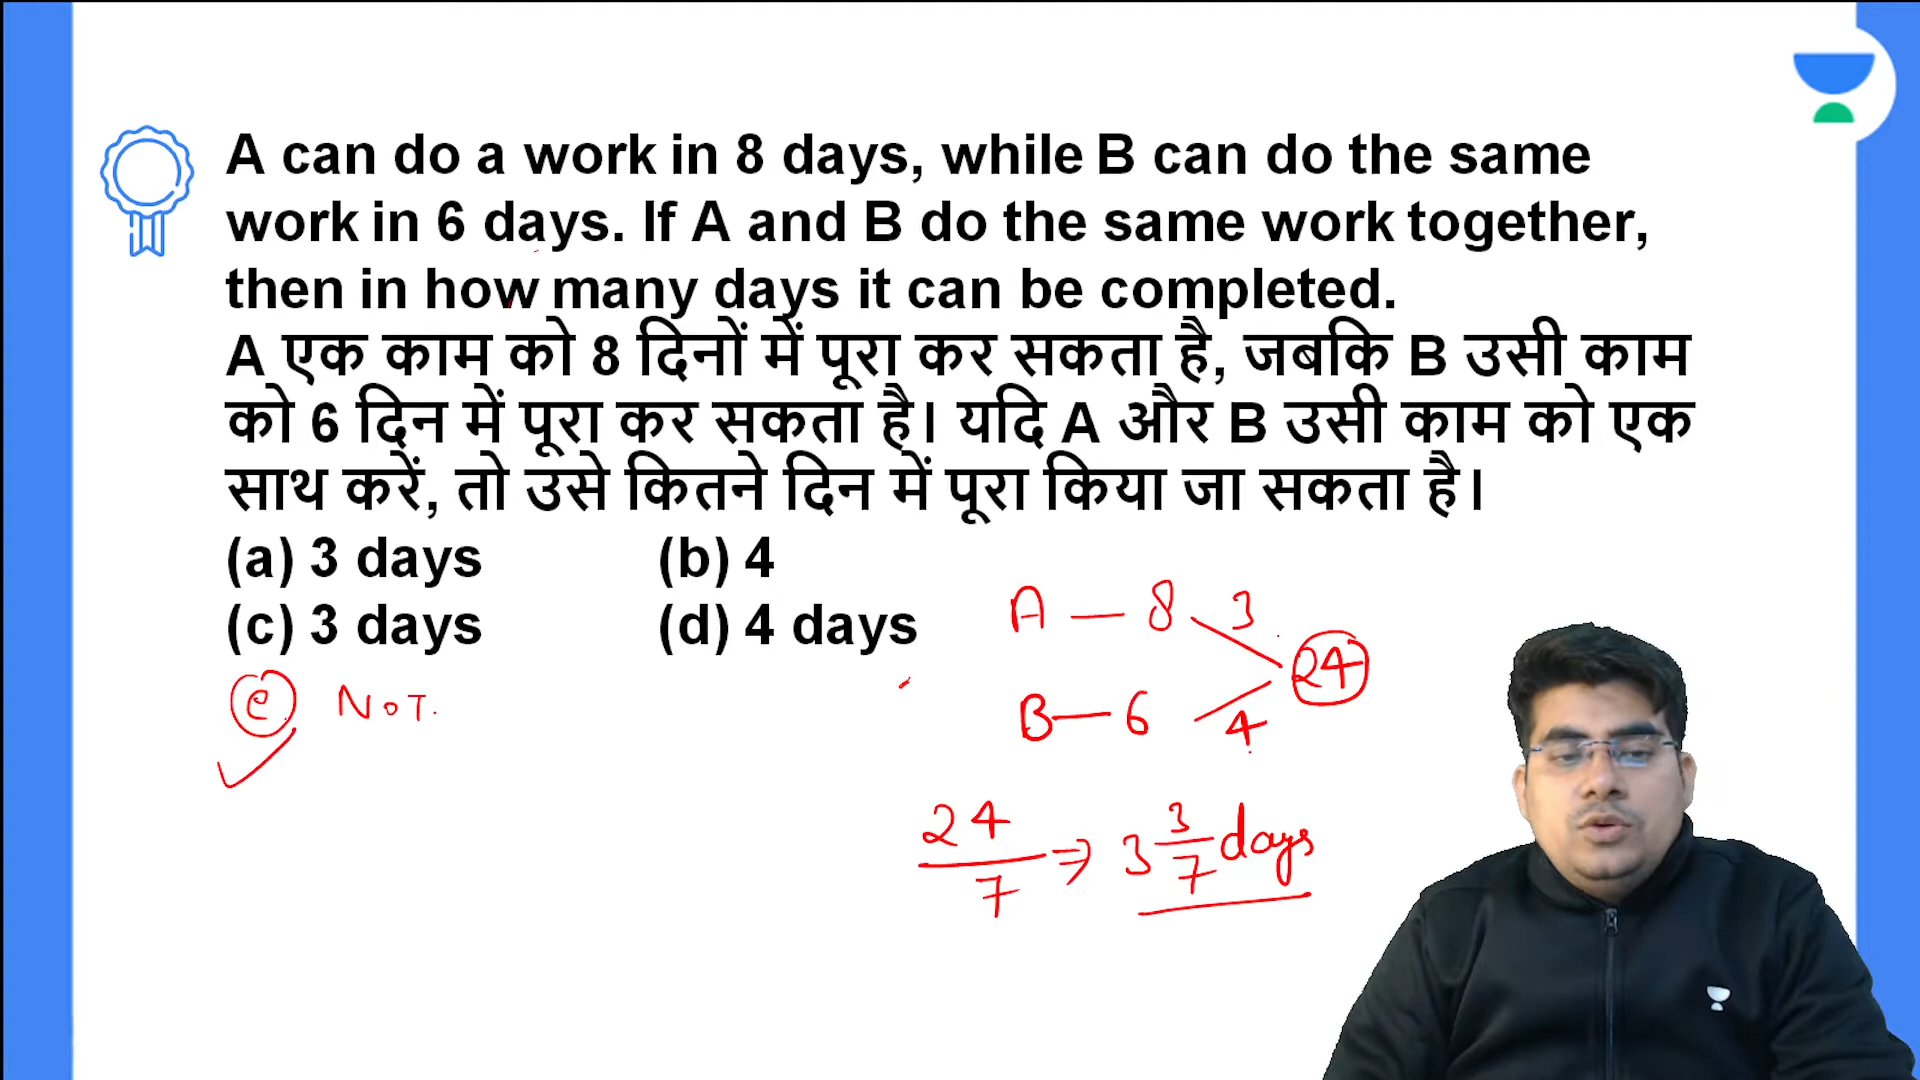 A can do a work in 8 days, while B can do the same
work in 6 days. If A and B do the same work together,
then in how many days it can be completed.
A एक काम को 8 दिनों में पूरा कर सकता है, जबकि B उसी काम
को 6 दिन में पूरा कर सकता है। यदि A और B उसी काम को एक
साथ करें, तो उसे कितने दिन में पूरा किया जा सकता है।
(a) 3 days (b) 4
(c) 3 days (d) 4 days
A — 8 3
24
B — 6 4
e NOT.
24/7 ⇒ 3 3/7 days